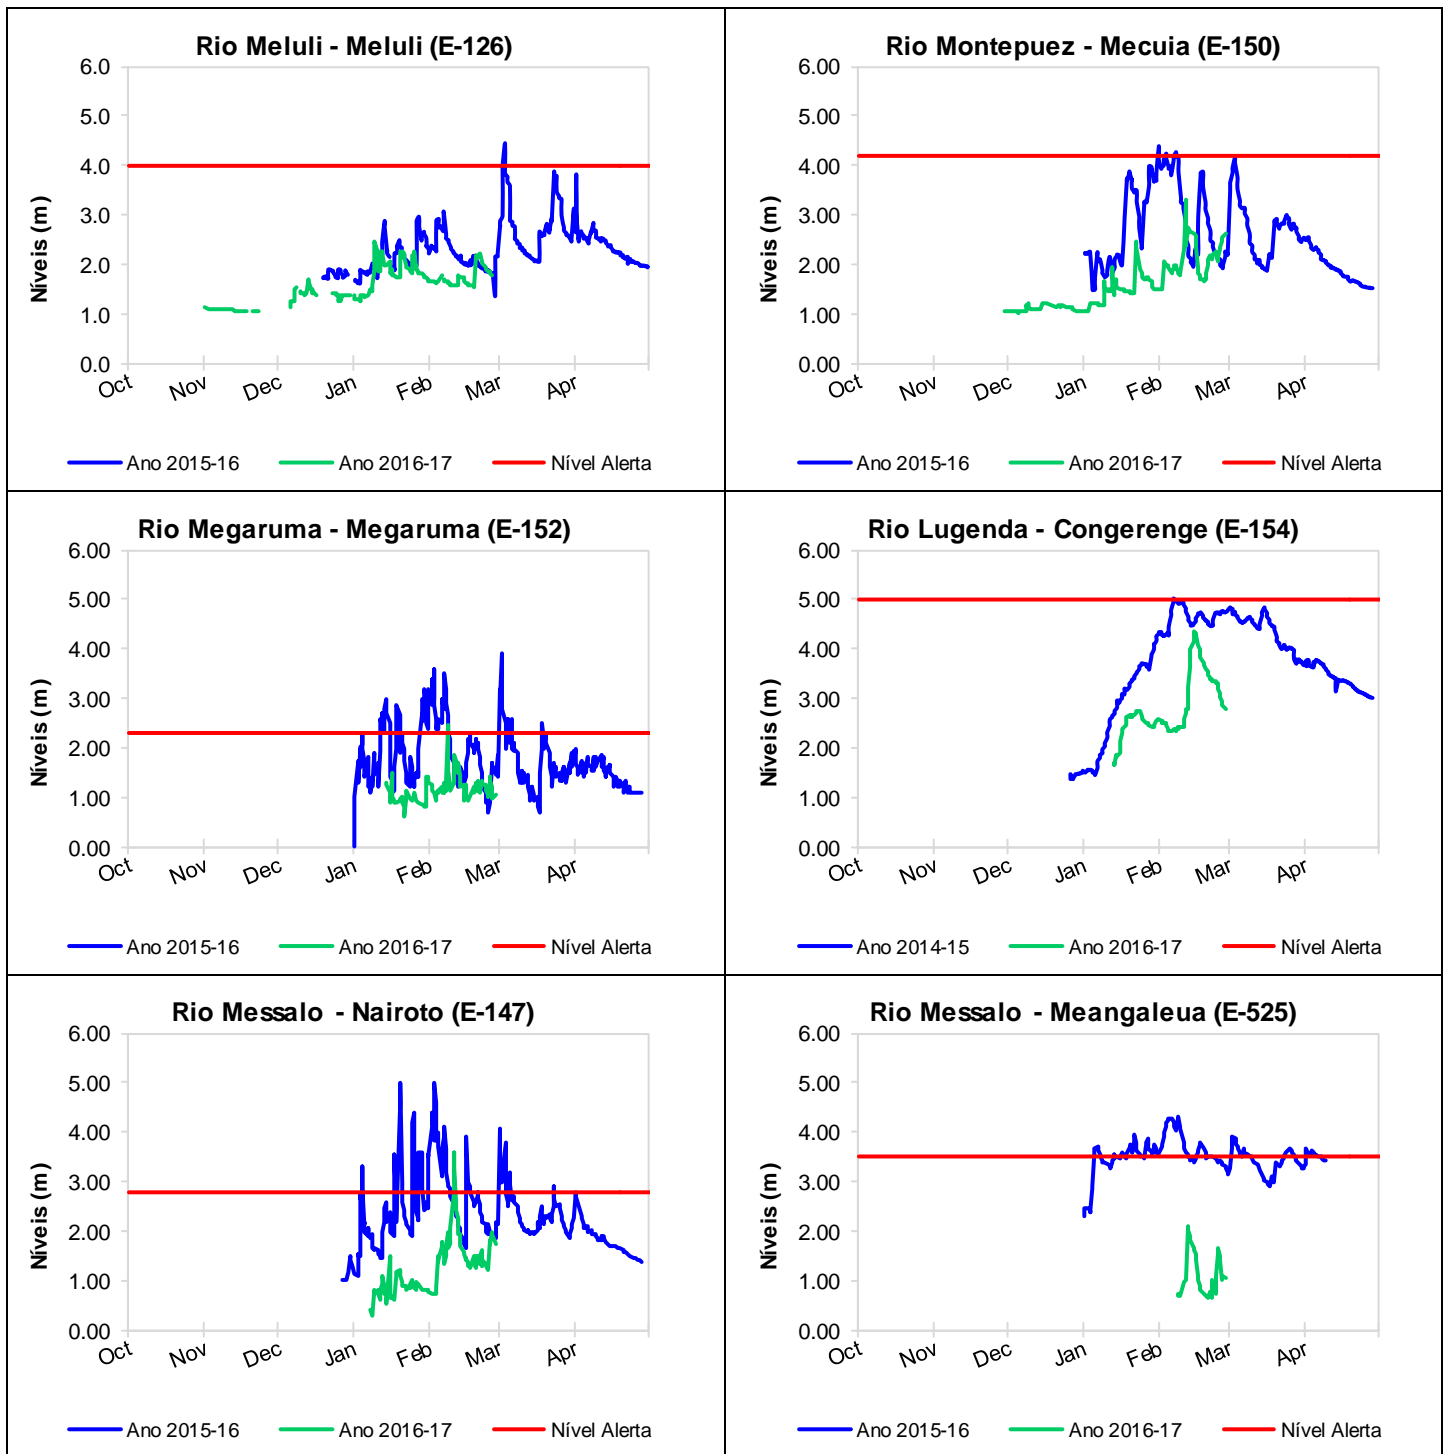 Rio Meluli - Meluli (E-126)
Níveis (m)
6.0
5.0
4.0
3.0
2.0
1.0
0.0
Oct Nov Dec Jan Feb Mar Apr
Ano 2015-16 Ano 2016-17 Nível Alerta
Rio Montepuez - Mecuia (E-150)
Níveis (m)
6.00
5.00
4.00
3.00
2.00
1.00
0.00
Oct Nov Dec Jan Feb Mar Apr
Ano 2015-16 Ano 2016-17 Nível Alerta
Rio Megaruma - Megaruma (E-152)
Níveis (m)
6.00
5.00
4.00
3.00
2.00
1.00
0.00
Oct Nov Dec Jan Feb Mar Apr
Ano 2015-16 Ano 2016-17 Nível Alerta
Rio Lugenda - Congerenge (E-154)
Níveis (m)
6.00
5.00
4.00
3.00
2.00
1.00
0.00
Oct Nov Dec Jan Feb Mar Apr
Ano 2014-15 Ano 2016-17 Nível Alerta
Rio Messalo - Nairoto (E-147)
Níveis (m)
6.00
5.00
4.00
3.00
2.00
1.00
0.00
Oct Nov Dec Jan Feb Mar Apr
Ano 2015-16 Ano 2016-17 Nível Alerta
Rio Messalo - Meangaleua (E-525)
Níveis (m)
6.00
5.00
4.00
3.00
2.00
1.00
0.00
Oct Nov Dec Jan Feb Mar Apr
Ano 2015-16 Ano 2016-17 Nível Alerta